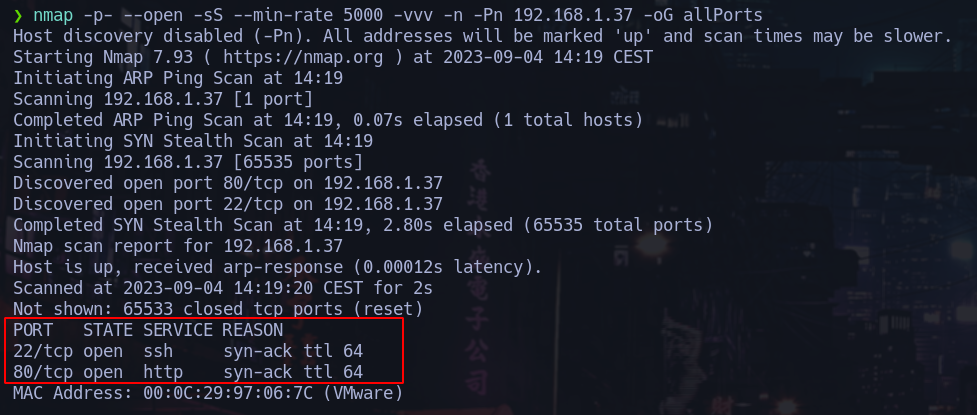 ❯ nmap -p- --open -sS --min-rate 5000 -vvv -n -Pn 192.168.1.37 -oG allPorts
Host discovery disabled (-Pn). All addresses will be marked 'up' and scan times may be slower.
Starting Nmap 7.93 ( https://nmap.org ) at 2023-09-04 14:19 CEST
Initiating ARP Ping Scan at 14:19
Scanning 192.168.1.37 [1 port]
Completed ARP Ping Scan at 14:19, 0.07s elapsed (1 total hosts)
Initiating SYN Stealth Scan at 14:19
Scanning 192.168.1.37 [65535 ports]
Discovered open port 80/tcp on 192.168.1.37
Discovered open port 22/tcp on 192.168.1.37
Completed SYN Stealth Scan at 14:19, 2.80s elapsed (65535 total ports)
Nmap scan report for 192.168.1.37
Host is up, received arp-response (0.00012s latency).
Scanned at 2023-09-04 14:19:20 CEST for 2s
Not shown: 65533 closed tcp ports (reset)
PORT   STATE SERVICE REASON
22/tcp open  ssh     syn-ack ttl 64
80/tcp open  http    syn-ack ttl 64
MAC Address: 00:0C:29:97:06:7C (VMware)